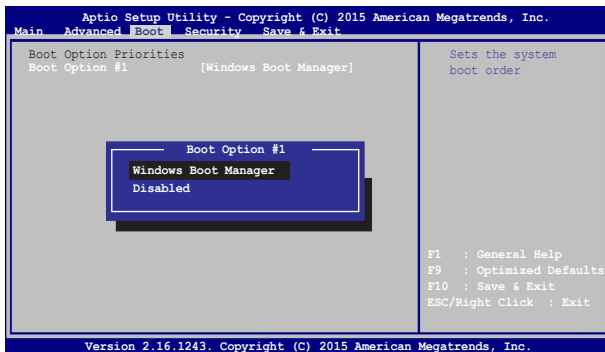 Aptio Setup Utility - Copyright (C) 2015 American Megatrends, Inc.
Main Advanced Boot Security Save & Exit
Boot Option Priorities
Boot Option #1 [Windows Boot Manager]
Sets the system
boot order
Boot Option #1
Windows Boot Manager
Disabled
F1 : General Help
F9 : Optimized Defaults
F10 : Save & Exit
ESC/Right Click : Exit
Version 2.16.1243. Copyright (C) 2015 American Megatrends, Inc.